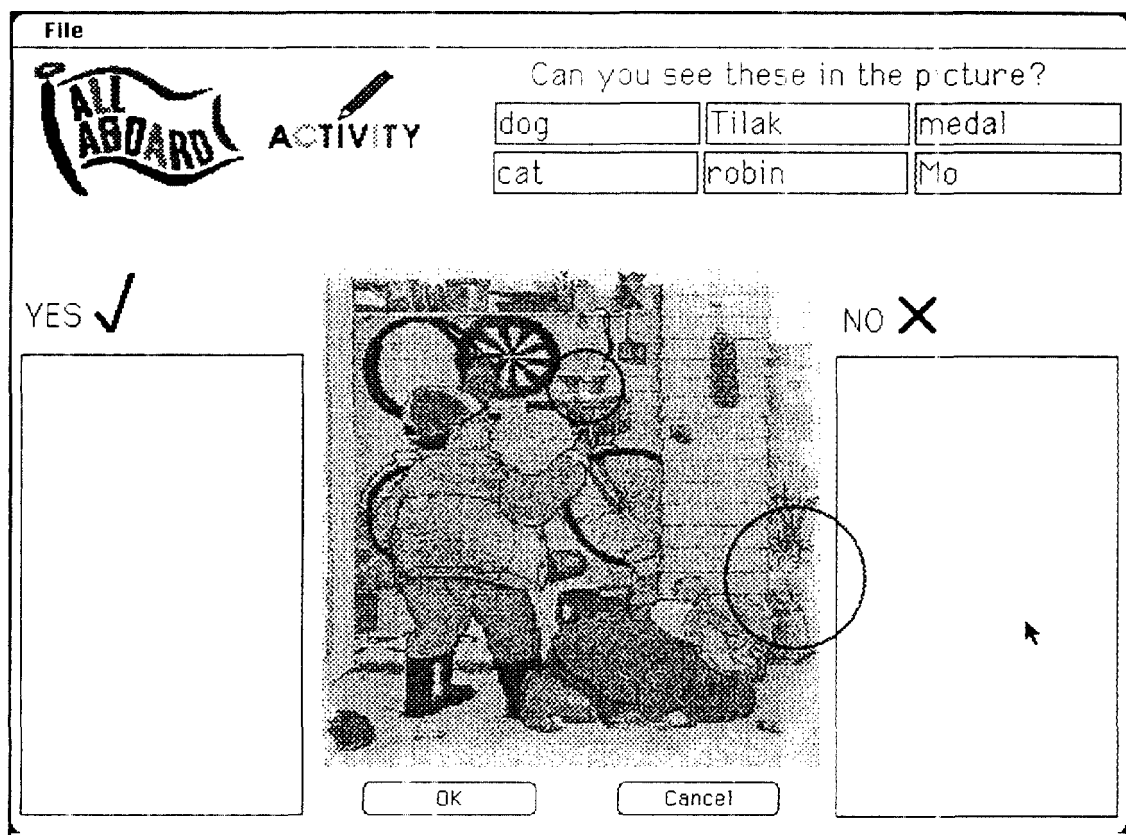 File
ALL
ABOARD
ACTIVITY
Can you see these in the picture?
dog Tilak medal
cat robin Mo
YES
NO
OK Cancel